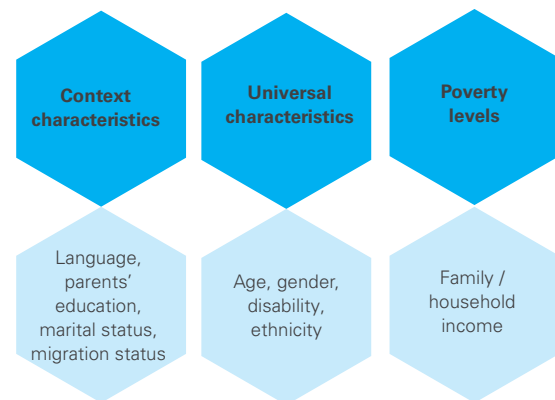 Context
characteristics
Universal
characteristics
Poverty
levels
Language,
parents’
education,
marital status,
migration status
Age, gender,
disability,
ethnicity
Family /
household
income